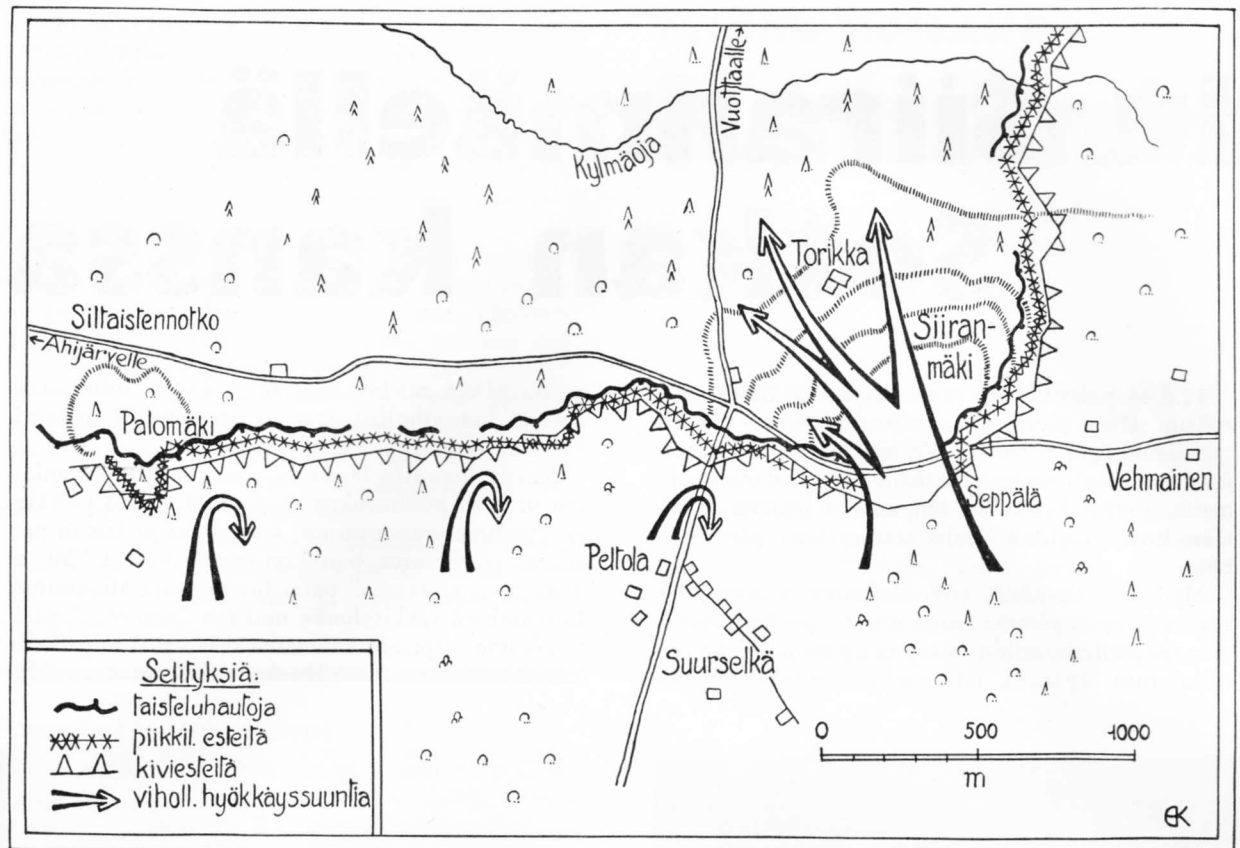 Vuottaalle
Kylmäoja
Torikka
Siltaistennotko
Ahijärvelle
Siiran-
mäki
Palomäki
Vehmainen
Seppälä
Peltola
Suurselkä
Selityksiä:
taisteluhautoja
piikkil. esteitä
kiviesteitä
viholl. hyökkäyssuuntia
0 500 1000
m
EK